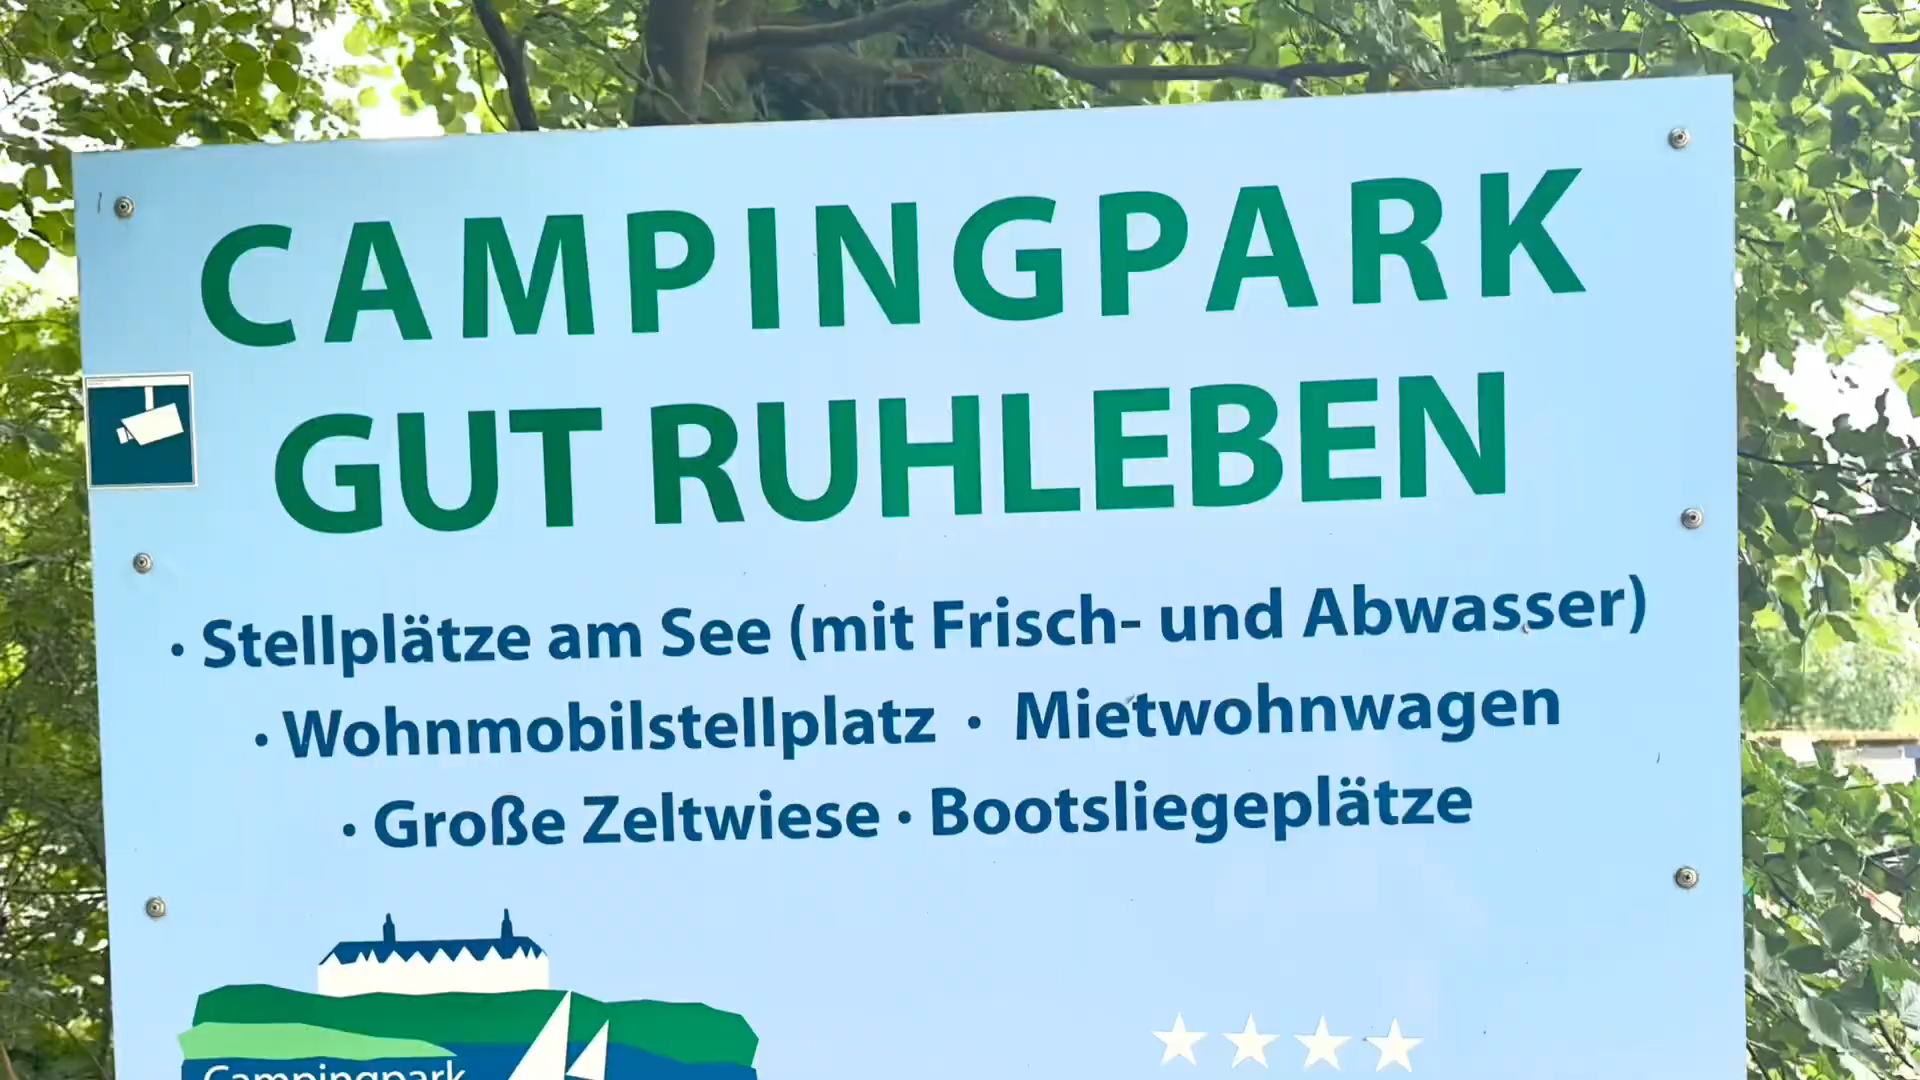 CAMPINGPARK
GUT RUHLEBEN
• Stellplätze am See (mit Frisch- und Abwasser)
• Wohnmobilstellplatz • Mietwohnwagen
• Große Zeltwiese • Bootsliegeplätze
Campingpark